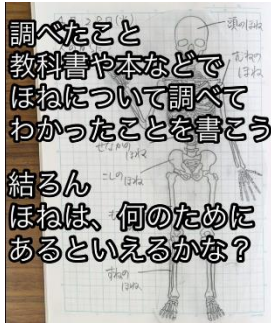 調べたこと
教科書や本などで
ほねについて調べて
わかったことを書こう
結ろん
ほねは、何のために
あるといえるかな？
頭のほね
むねの
ほね
せなかの
ほね
こしのほね
すねの
ほね